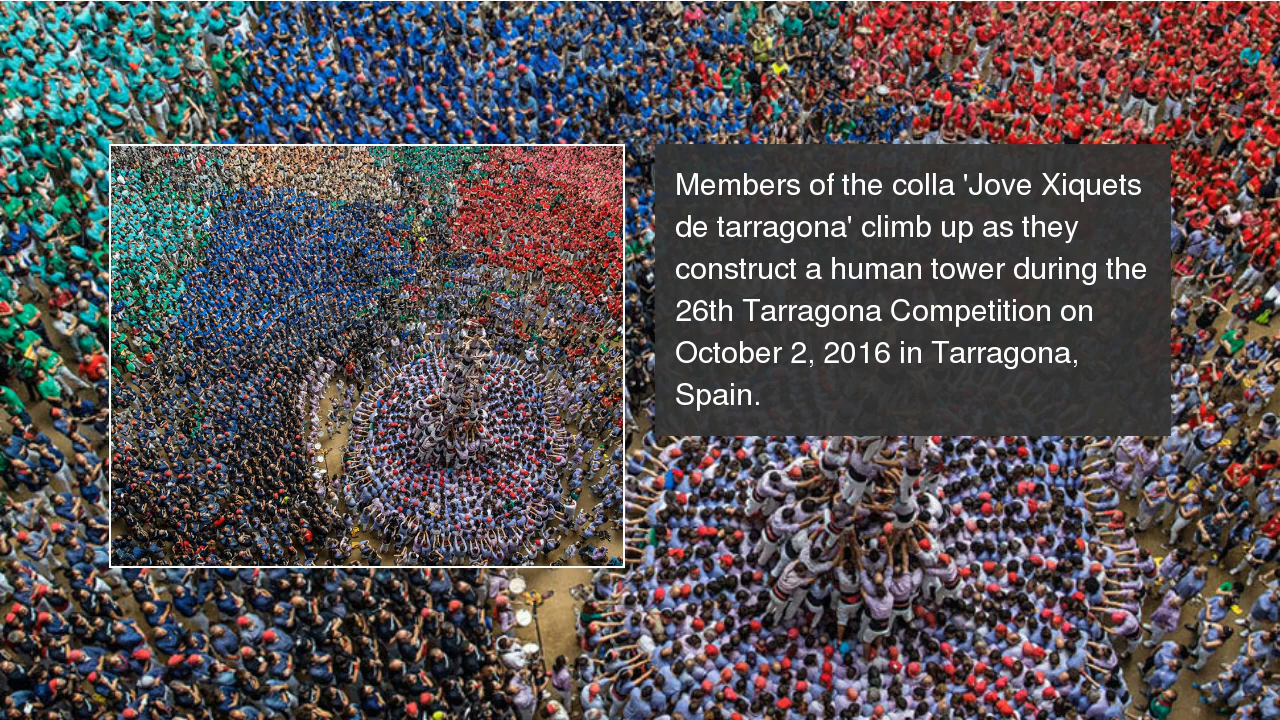 Members of the colla 'Jove Xiquets
de tarragona' climb up as they
construct a human tower during the
26th Tarragona Competition on
October 2, 2016 in Tarragona,
Spain.